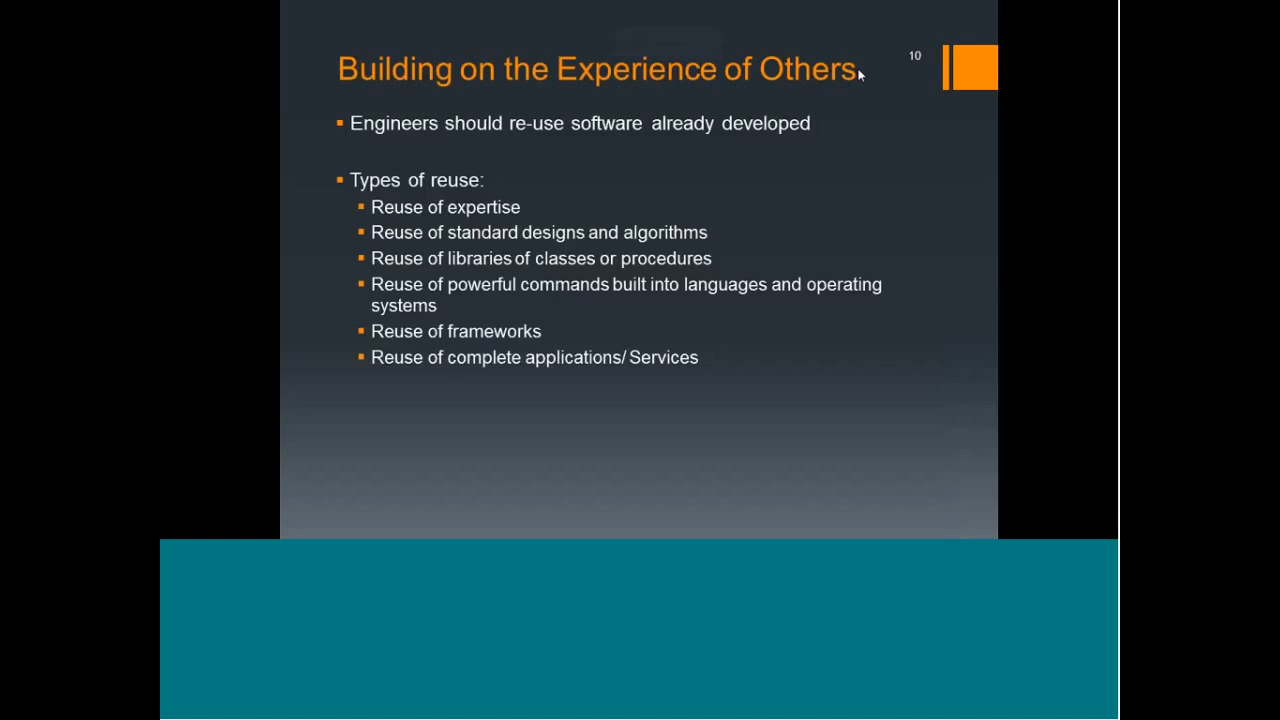 Building on the Experience of Others
10
▪ Engineers should re-use software already developed
▪ Types of reuse:
▪ Reuse of expertise
▪ Reuse of standard designs and algorithms
▪ Reuse of libraries of classes or procedures
▪ Reuse of powerful commands built into languages and operating
systems
▪ Reuse of frameworks
▪ Reuse of complete applications/ Services